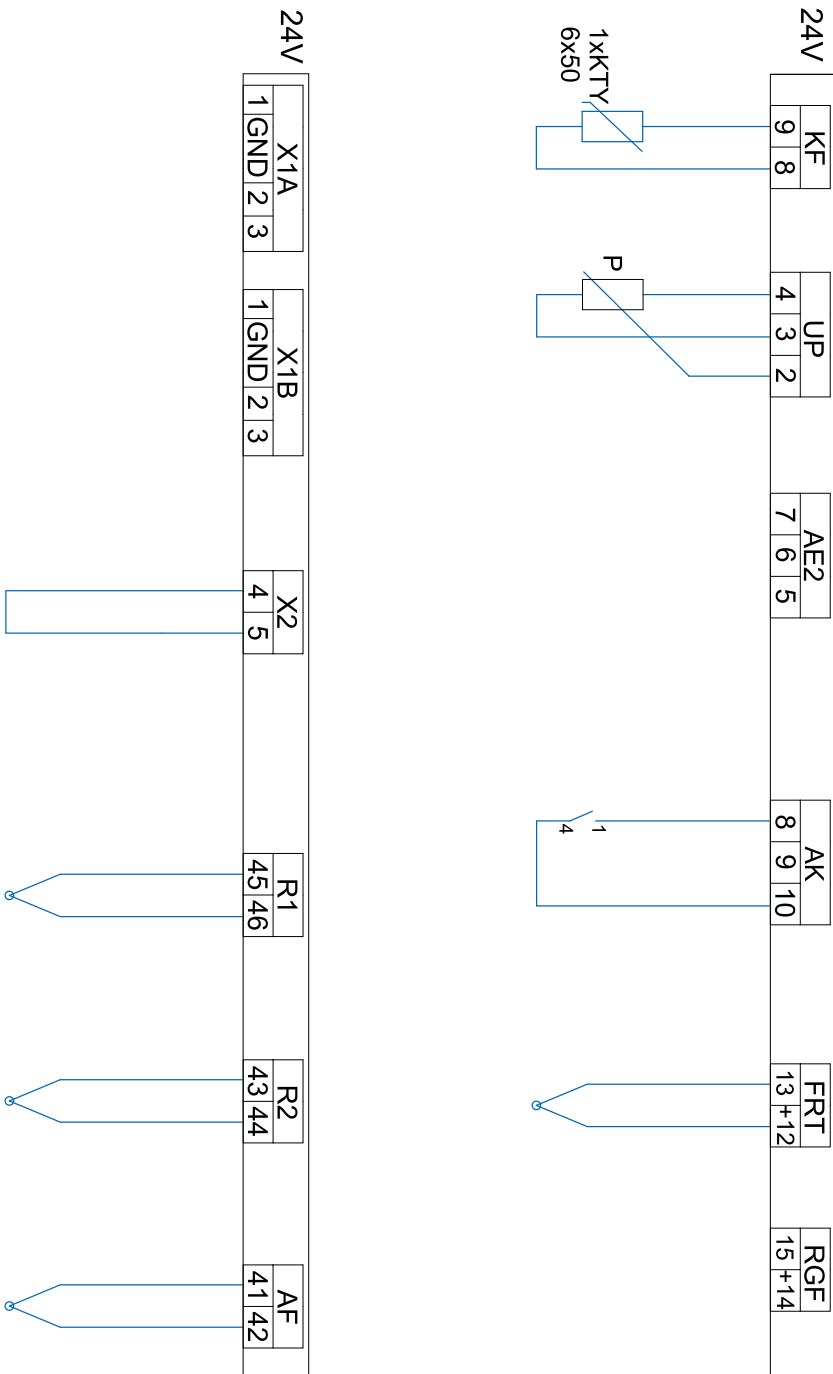 24V
KF
9 8
1xKTY
6x50
UP
4 3 2
P
AE2
7 6 5
AK
8 9 10
1
4
FRT
13 +12
RGF
15 +14
24V
X1A
1 GND 2 3
X1B
1 GND 2 3
X2
4 5
R1
45 46
R2
43 44
AF
41 42